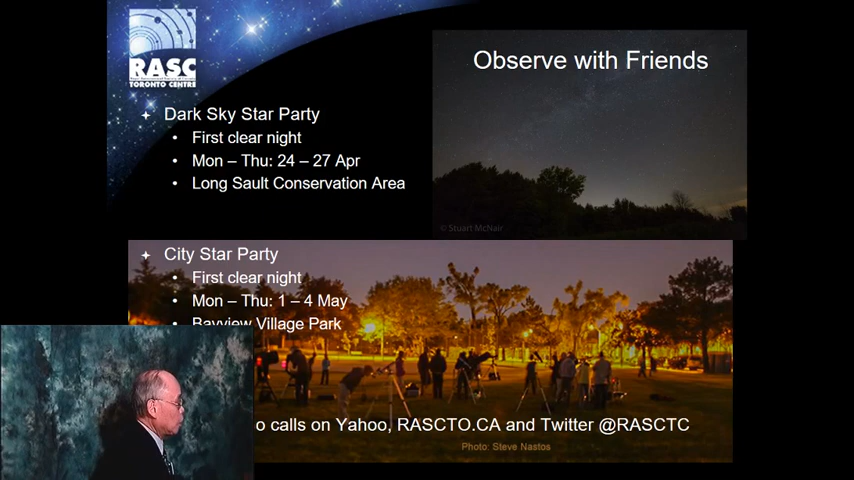 RASC
TORONTO CENTRE
Observe with Friends
Dark Sky Star Party
First clear night
Mon – Thu: 24 – 27 Apr
Long Sault Conservation Area
© Stuart McNair
City Star Party
First clear night
Mon – Thu: 1 – 4 May
Bayview Village Park
o calls on Yahoo, RASCTO.CA and Twitter @RASCTC
Photo: Steve Nastos